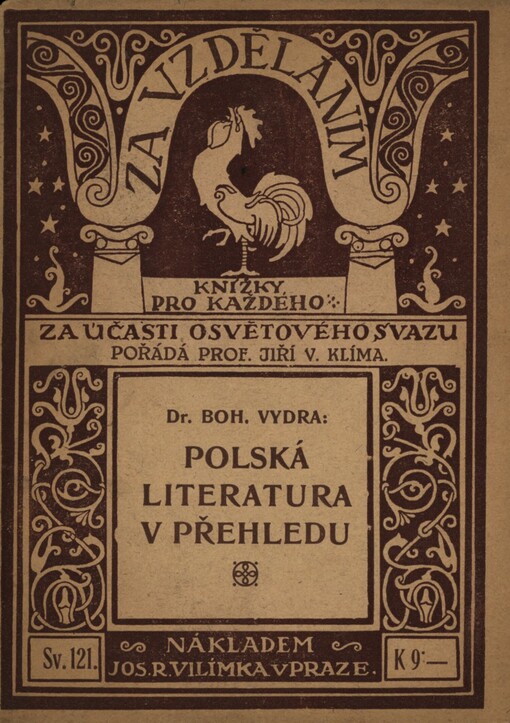 ZA VZDĚLÁNÍM
KNÍŽKY
PRO KAŽDÉHO
ZA ÚČASTI OSVĚTOVÉHO SVAZU
POŘÁDÁ PROF. JIŘÍ V. KLÍMA.
Dr. BOH. VYDRA:
POLSKÁ
LITERATURA
V PŘEHLEDU
NÁKLADEM
JOS. R. VILÍMKA V PRAZE.
Sv. 121.
K 9·—